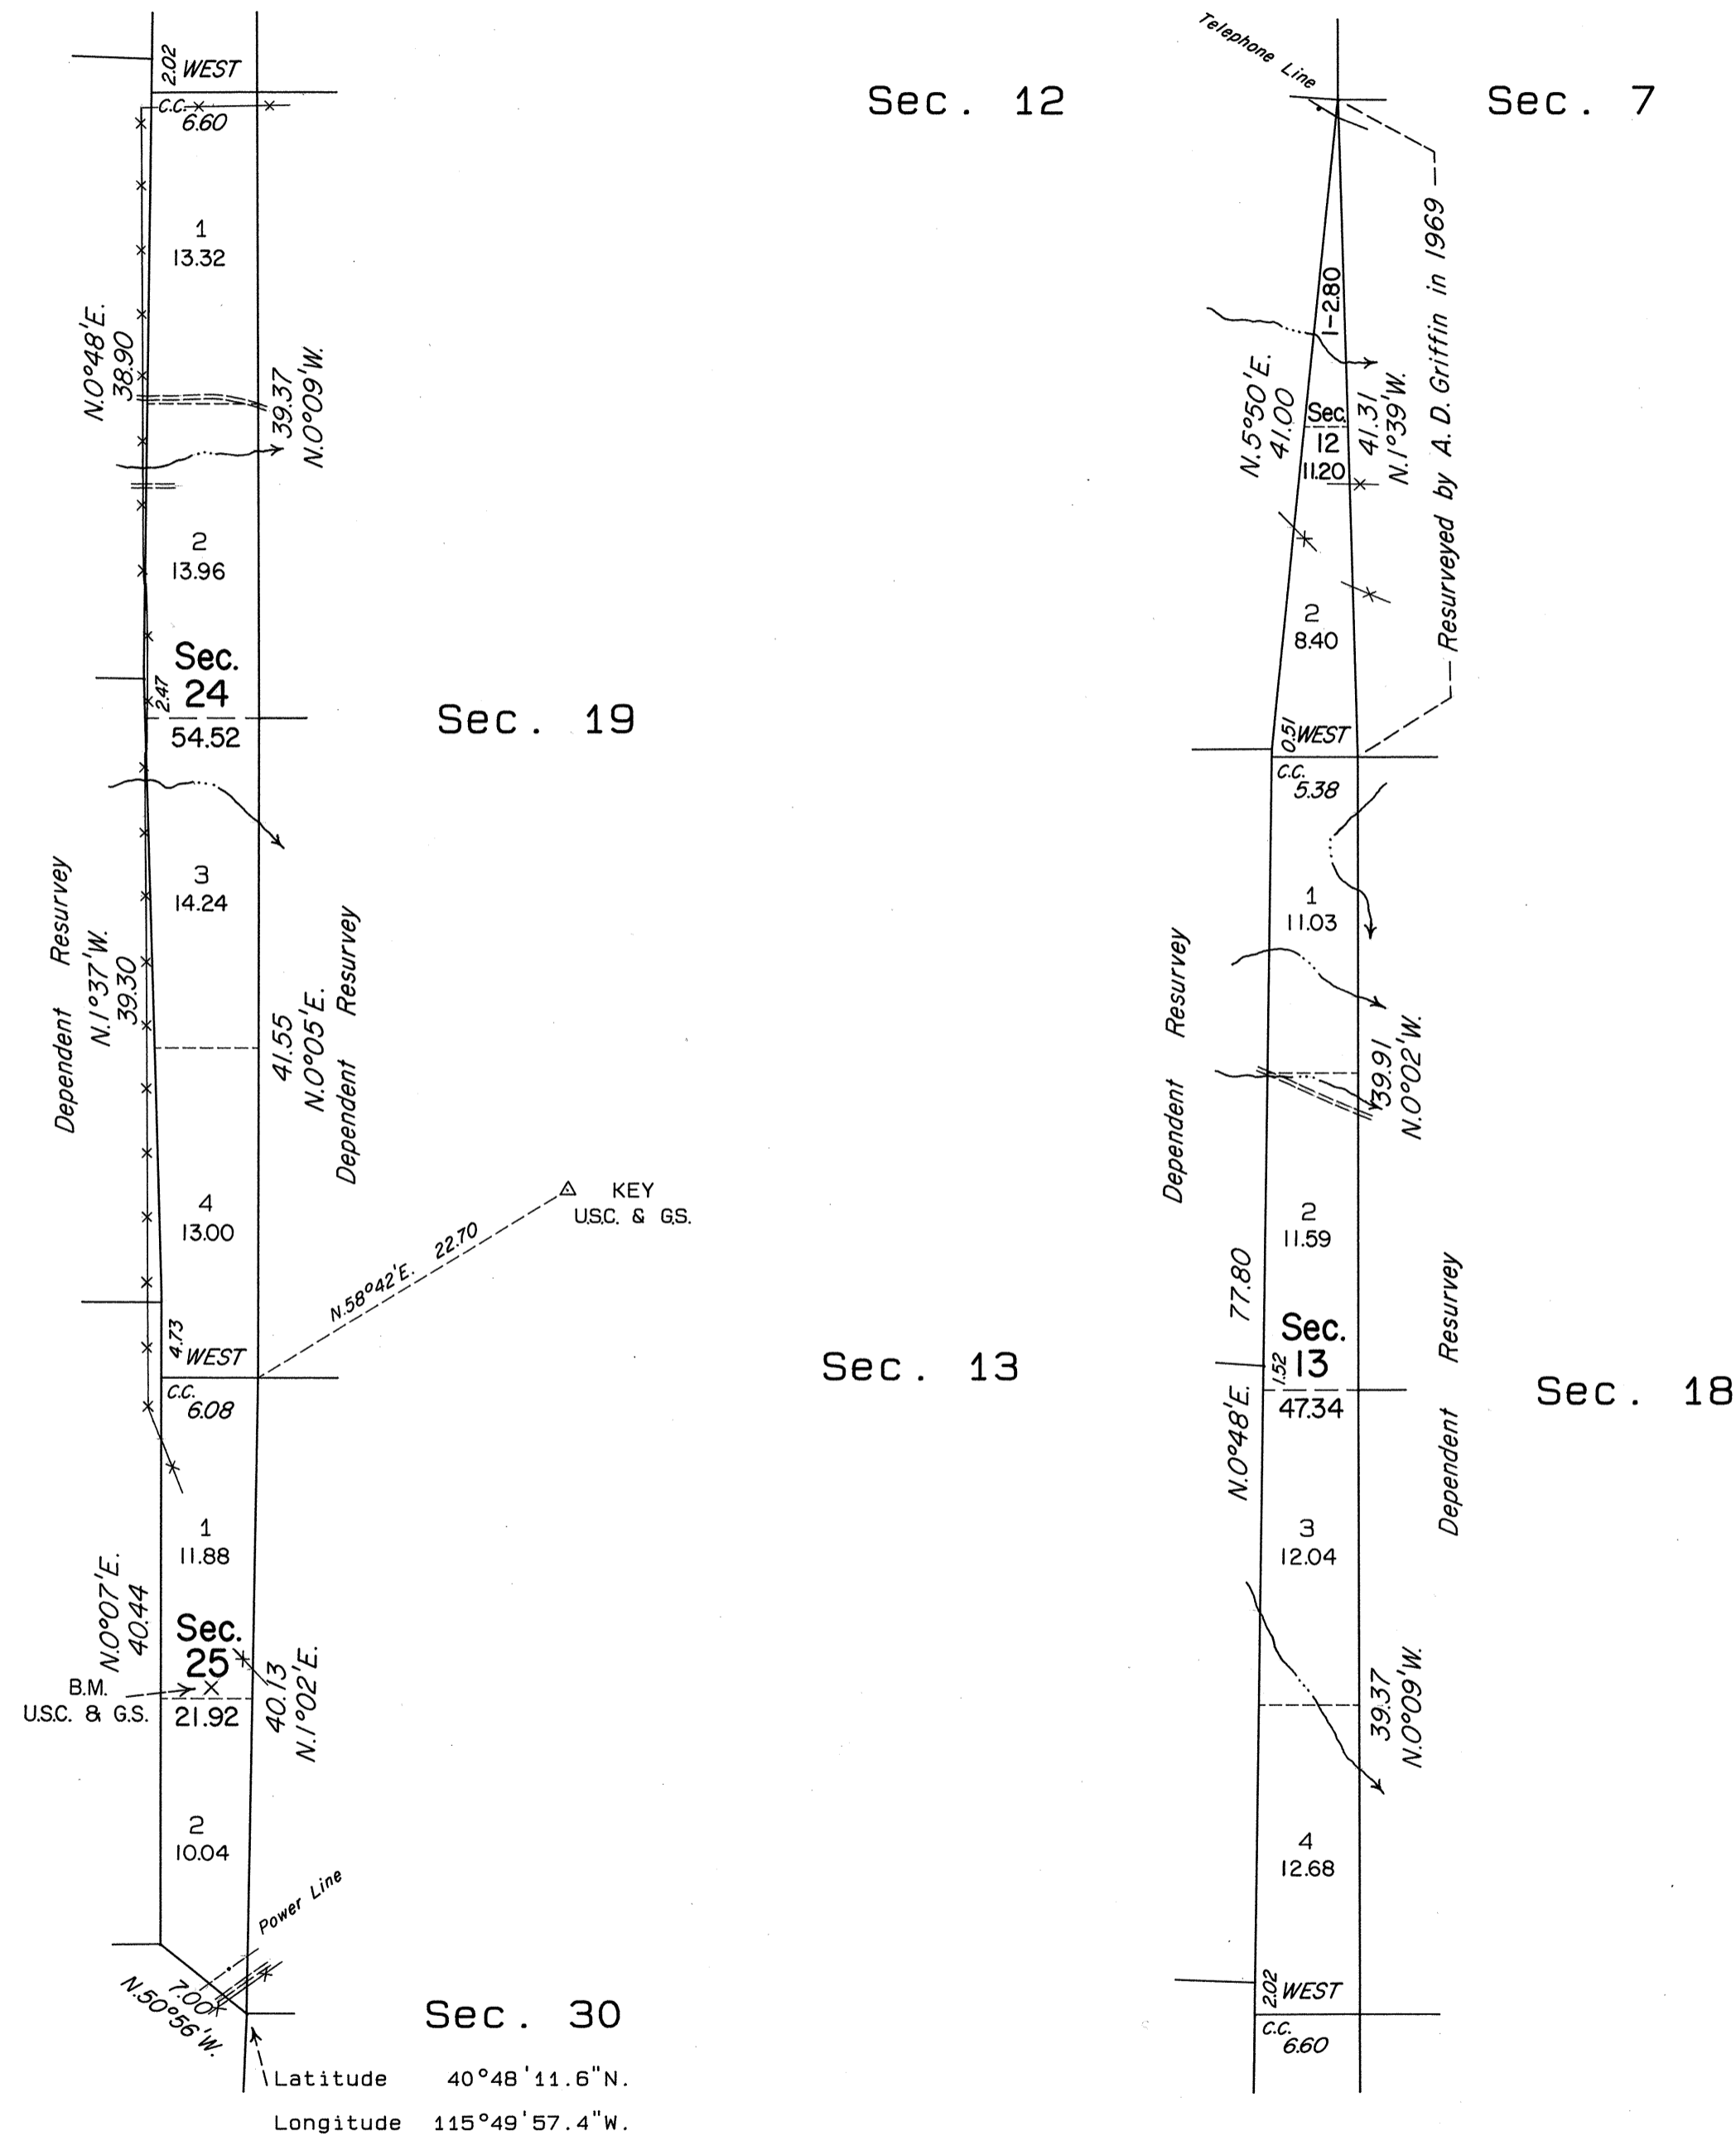 2.02
WEST
C.C.
6.60
1
13.32
N.0°48'E.
38.90
39.37
N.0°09'W.
2
13.96
Sec.
24
2.47
54.52
Sec. 19
3
14.24
Dependent Resurvey
N.1°37'W.
39.30
41.55
N.0°05'E.
Dependent Resurvey
4
13.00
KEY
U.S.C. & G.S.
N.58°42'E. 22.70
4.73
WEST
C.C.
6.08
1
11.88
N.0°07'E.
40.44
Sec.
25
B.M.
U.S.C. & G.S.
21.92
40.13
N.1°02'E.
2
10.04
Power Line
7.00
N.50°56'W.
Sec. 30
Latitude 40°48'11.6"N.
Longitude 115°49'57.4"W.
Telephone Line
Sec. 12
Sec. 7
1-2.80
N.5°50'E.
41.00
Sec.
12
11.20
41.31
N.1°39'W.
Resurveyed by A. D. Griffin in 1969
2
8.40
0.51
WEST
C.C.
5.38
1
11.03
Dependent Resurvey
39.91
N.0°02'W.
2
11.59
N.0°48'E. 77.80
Sec. 13
Sec.
13
1.52
47.34
Dependent Resurvey
Sec. 18
3
12.04
39.37
N.0°09'W.
4
12.68
2.02
WEST
C.C.
6.60